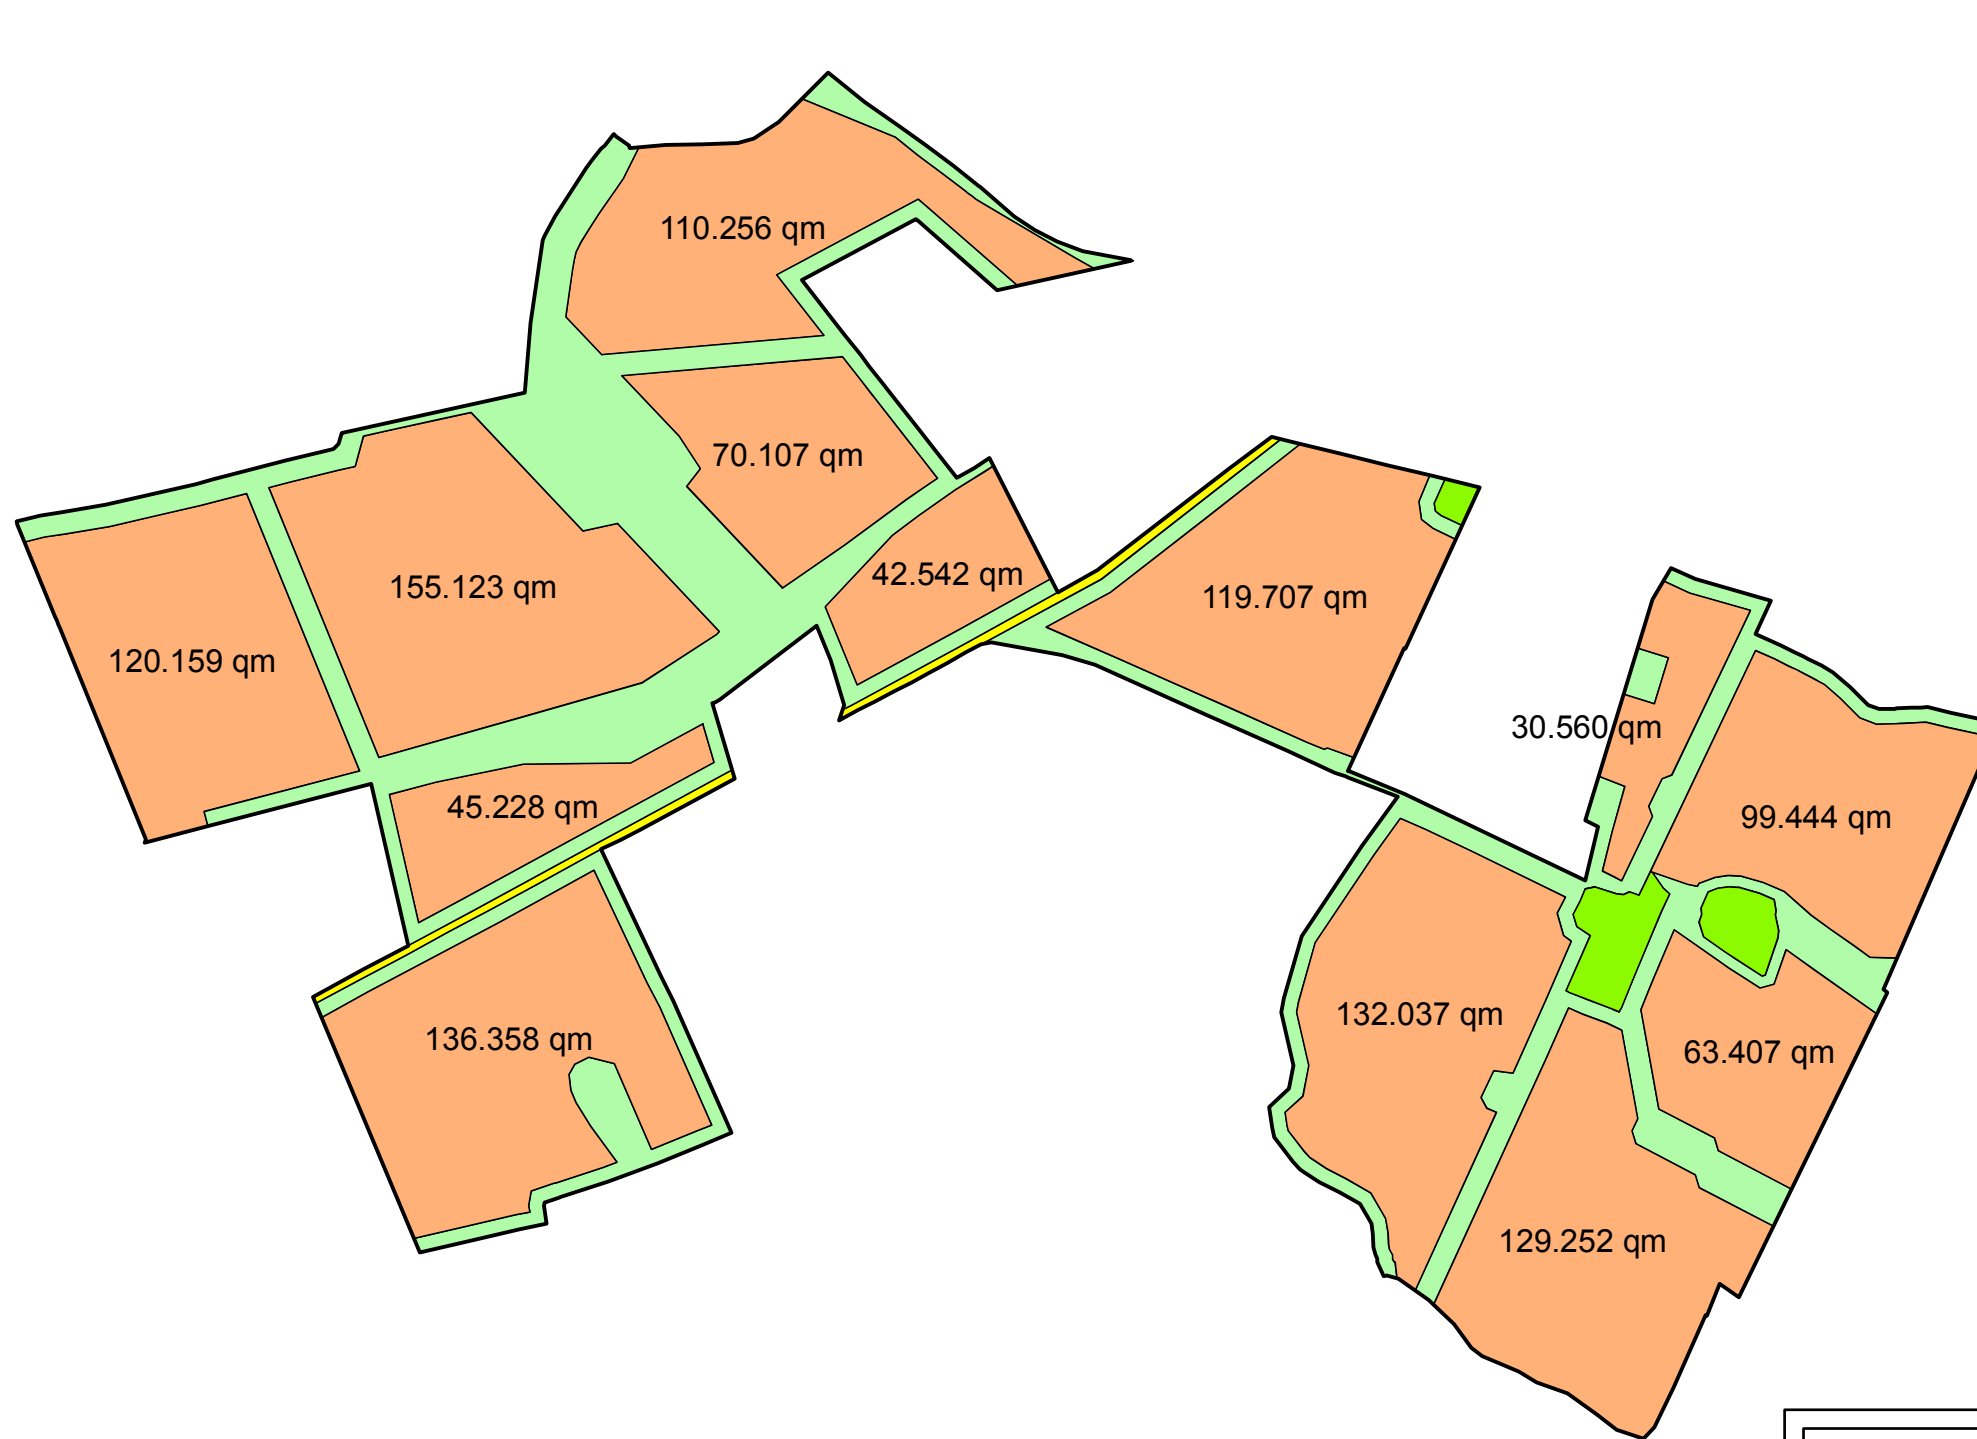 110.256 qm
70.107 qm
42.542 qm
155.123 qm
119.707 qm
120.159 qm
30.560 qm
45.228 qm
99.444 qm
132.037 qm
136.358 qm
63.407 qm
129.252 qm